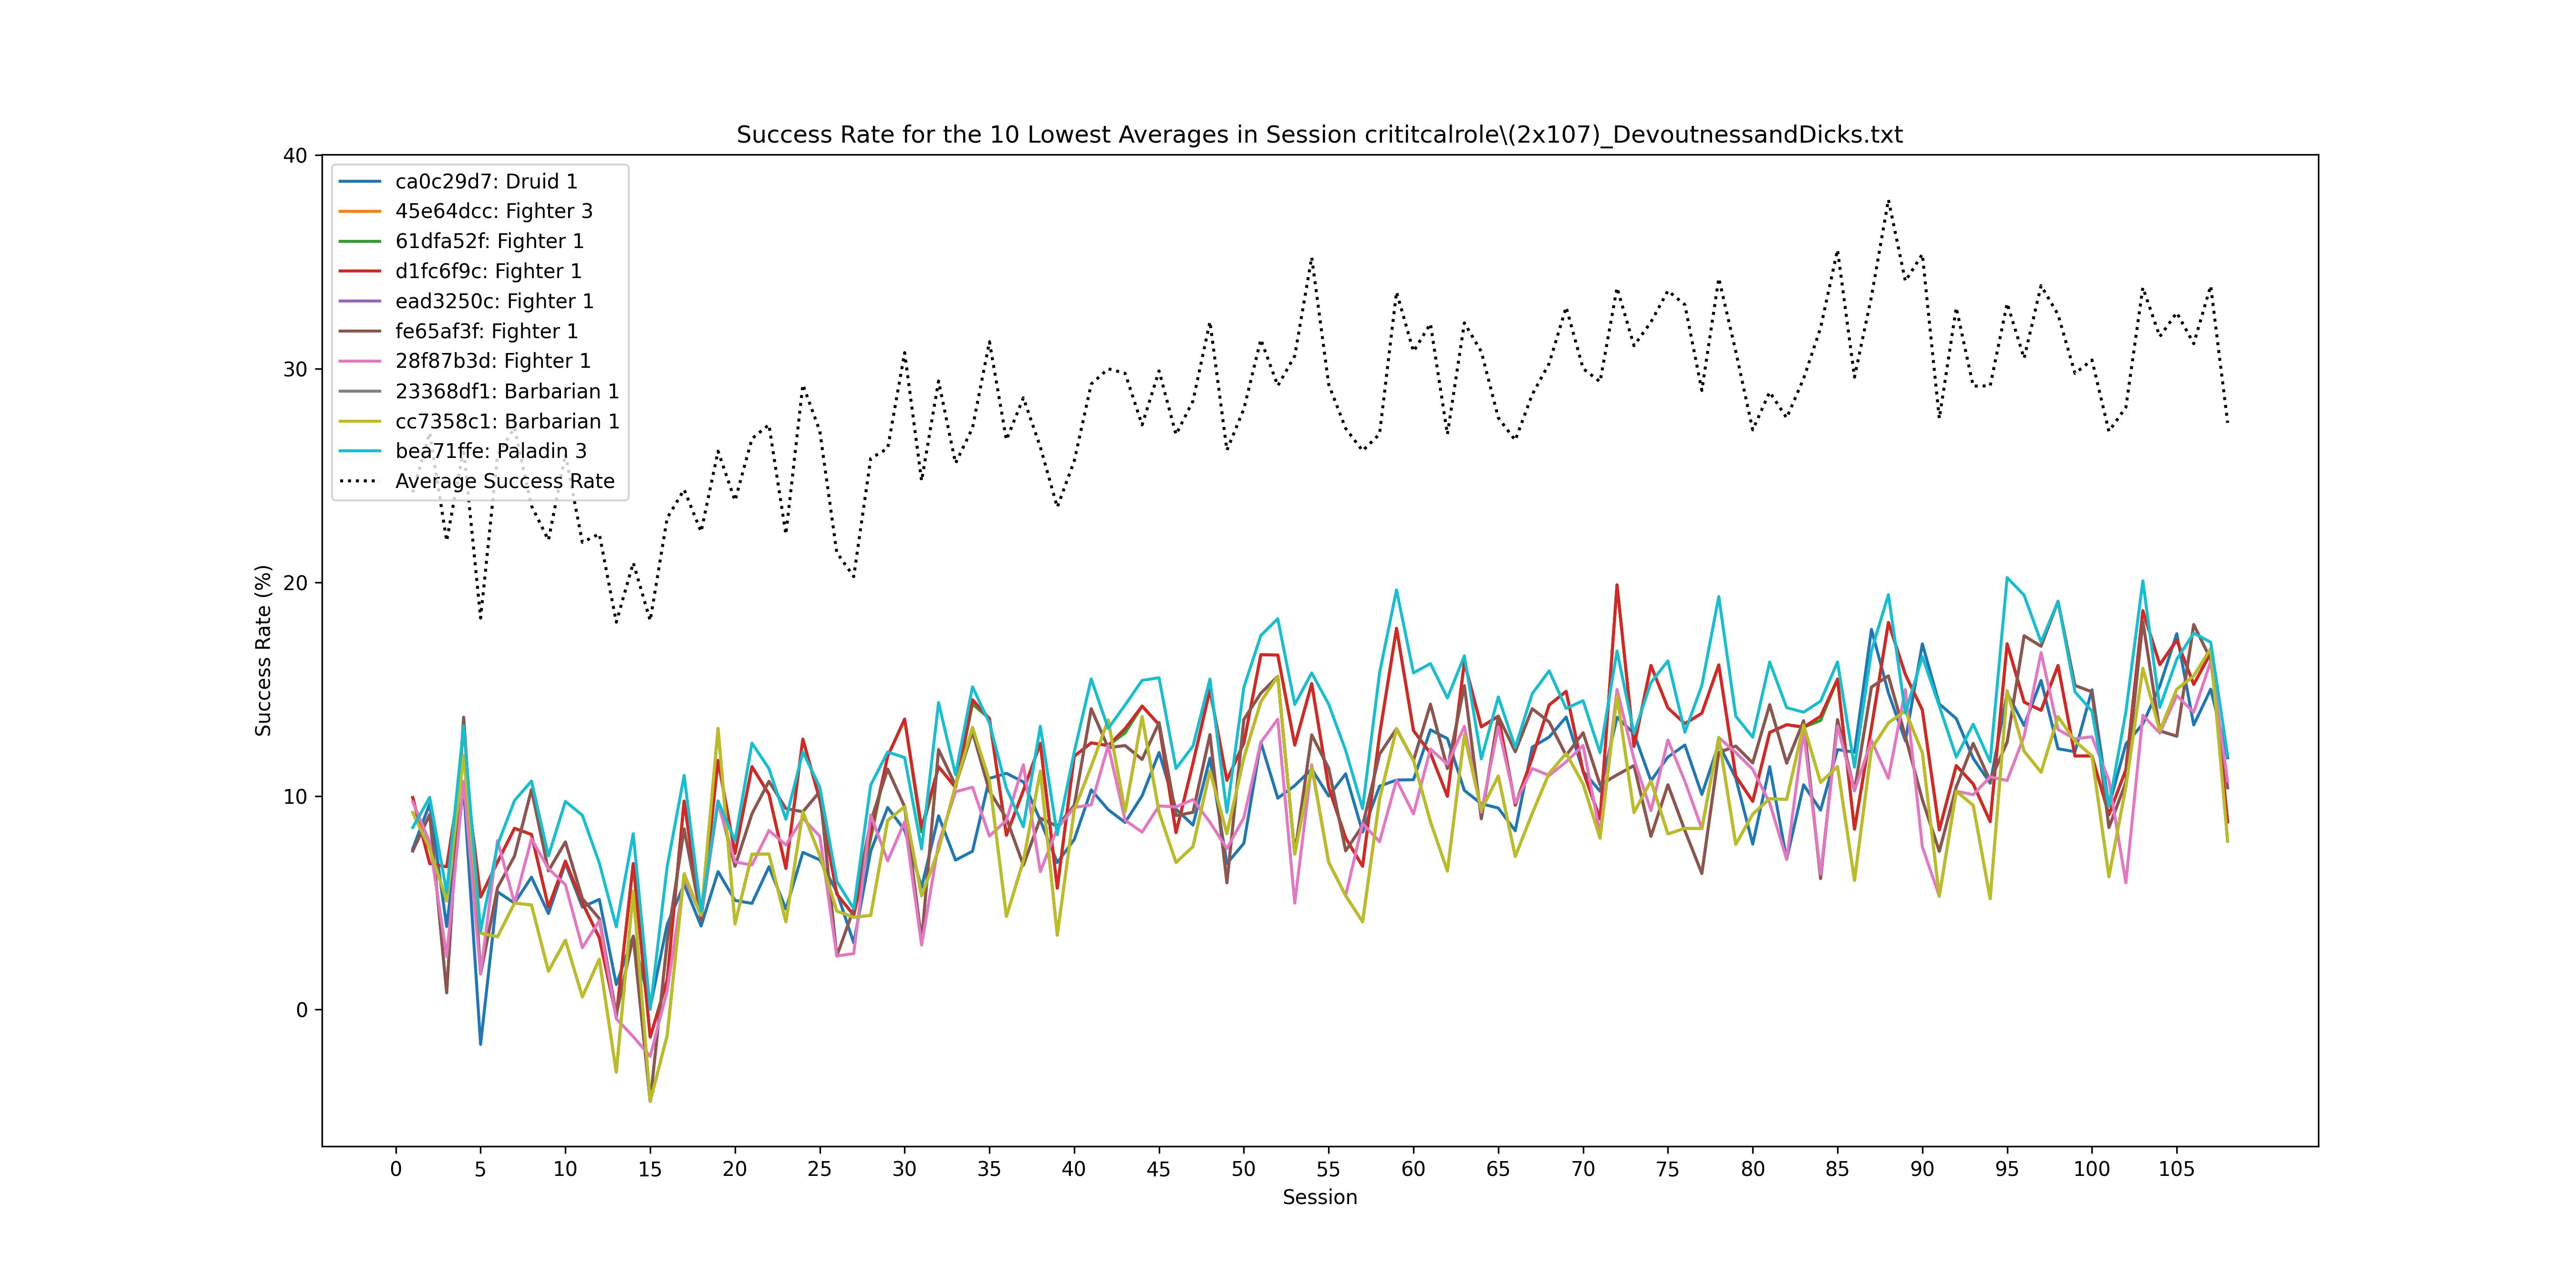 Success Rate for the 10 Lowest Averages in Session crititcalrole\(2x107)_DevoutnessandDicks.txt
40
30
20
10
0
Success Rate (%)
ca0c29d7: Druid 1
45e64dcc: Fighter 3
61dfa52f: Fighter 1
d1fc6f9c: Fighter 1
ead3250c: Fighter 1
fe65af3f: Fighter 1
28f87b3d: Fighter 1
23368df1: Barbarian 1
cc7358c1: Barbarian 1
bea71ffe: Paladin 3
Average Success Rate
0 5 10 15 20 25 30 35 40 45 50 55 60 65 70 75 80 85 90 95 100 105
Session